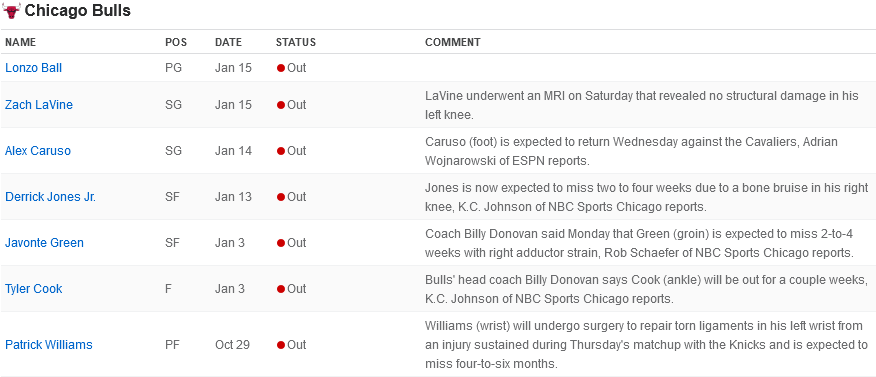 Chicago Bulls
NAME POS DATE STATUS COMMENT
Lonzo Ball PG Jan 15 Out
Zach LaVine SG Jan 15 Out LaVine underwent an MRI on Saturday that revealed no structural damage in his
left knee.
Alex Caruso SG Jan 14 Out Caruso (foot) is expected to return Wednesday against the Cavaliers, Adrian
Wojnarowski of ESPN reports.
Derrick Jones Jr. SF Jan 13 Out Jones is now expected to miss two to four weeks due to a bone bruise in his right
knee, K.C. Johnson of NBC Sports Chicago reports.
Javonte Green SF Jan 3 Out Coach Billy Donovan said Monday that Green (groin) is expected to miss 2-to-4
weeks with right adductor strain, Rob Schaefer of NBC Sports Chicago reports.
Tyler Cook F Jan 3 Out Bulls' head coach Billy Donovan says Cook (ankle) will be out for a couple weeks,
K.C. Johnson of NBC Sports Chicago reports.
Patrick Williams PF Oct 29 Out Williams (wrist) will undergo surgery to repair torn ligaments in his left wrist from
an injury sustained during Thursday's matchup with the Knicks and is expected to
miss four-to-six months.